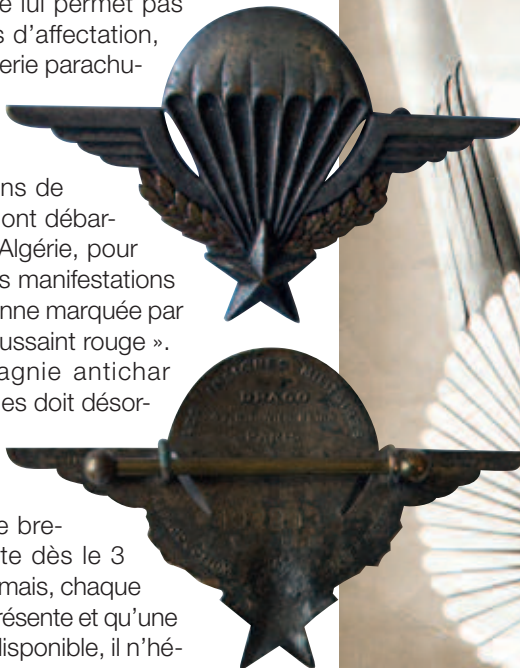 e lui permet pas
s d’affectation,
erie parachu-
ns de
ont débar-
Algérie, pour
s manifestations
nne marquée par
ussaint rouge ».
agnie antichar
es doit désor-
e bre-
te dès le 3
mais, chaque
résente et qu’une
disponible, il n’hé-
DRAGO
PARIS